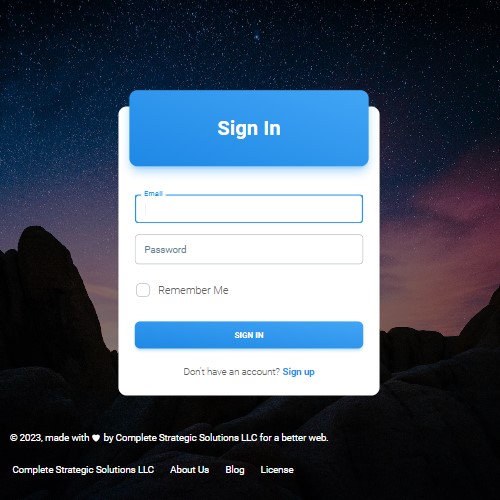 Sign In
Email
Password
Remember Me
SIGN IN
Don't have an account? Sign up
© 2023, made with ♥ by Complete Strategic Solutions LLC for a better web.
Complete Strategic Solutions LLC About Us Blog License